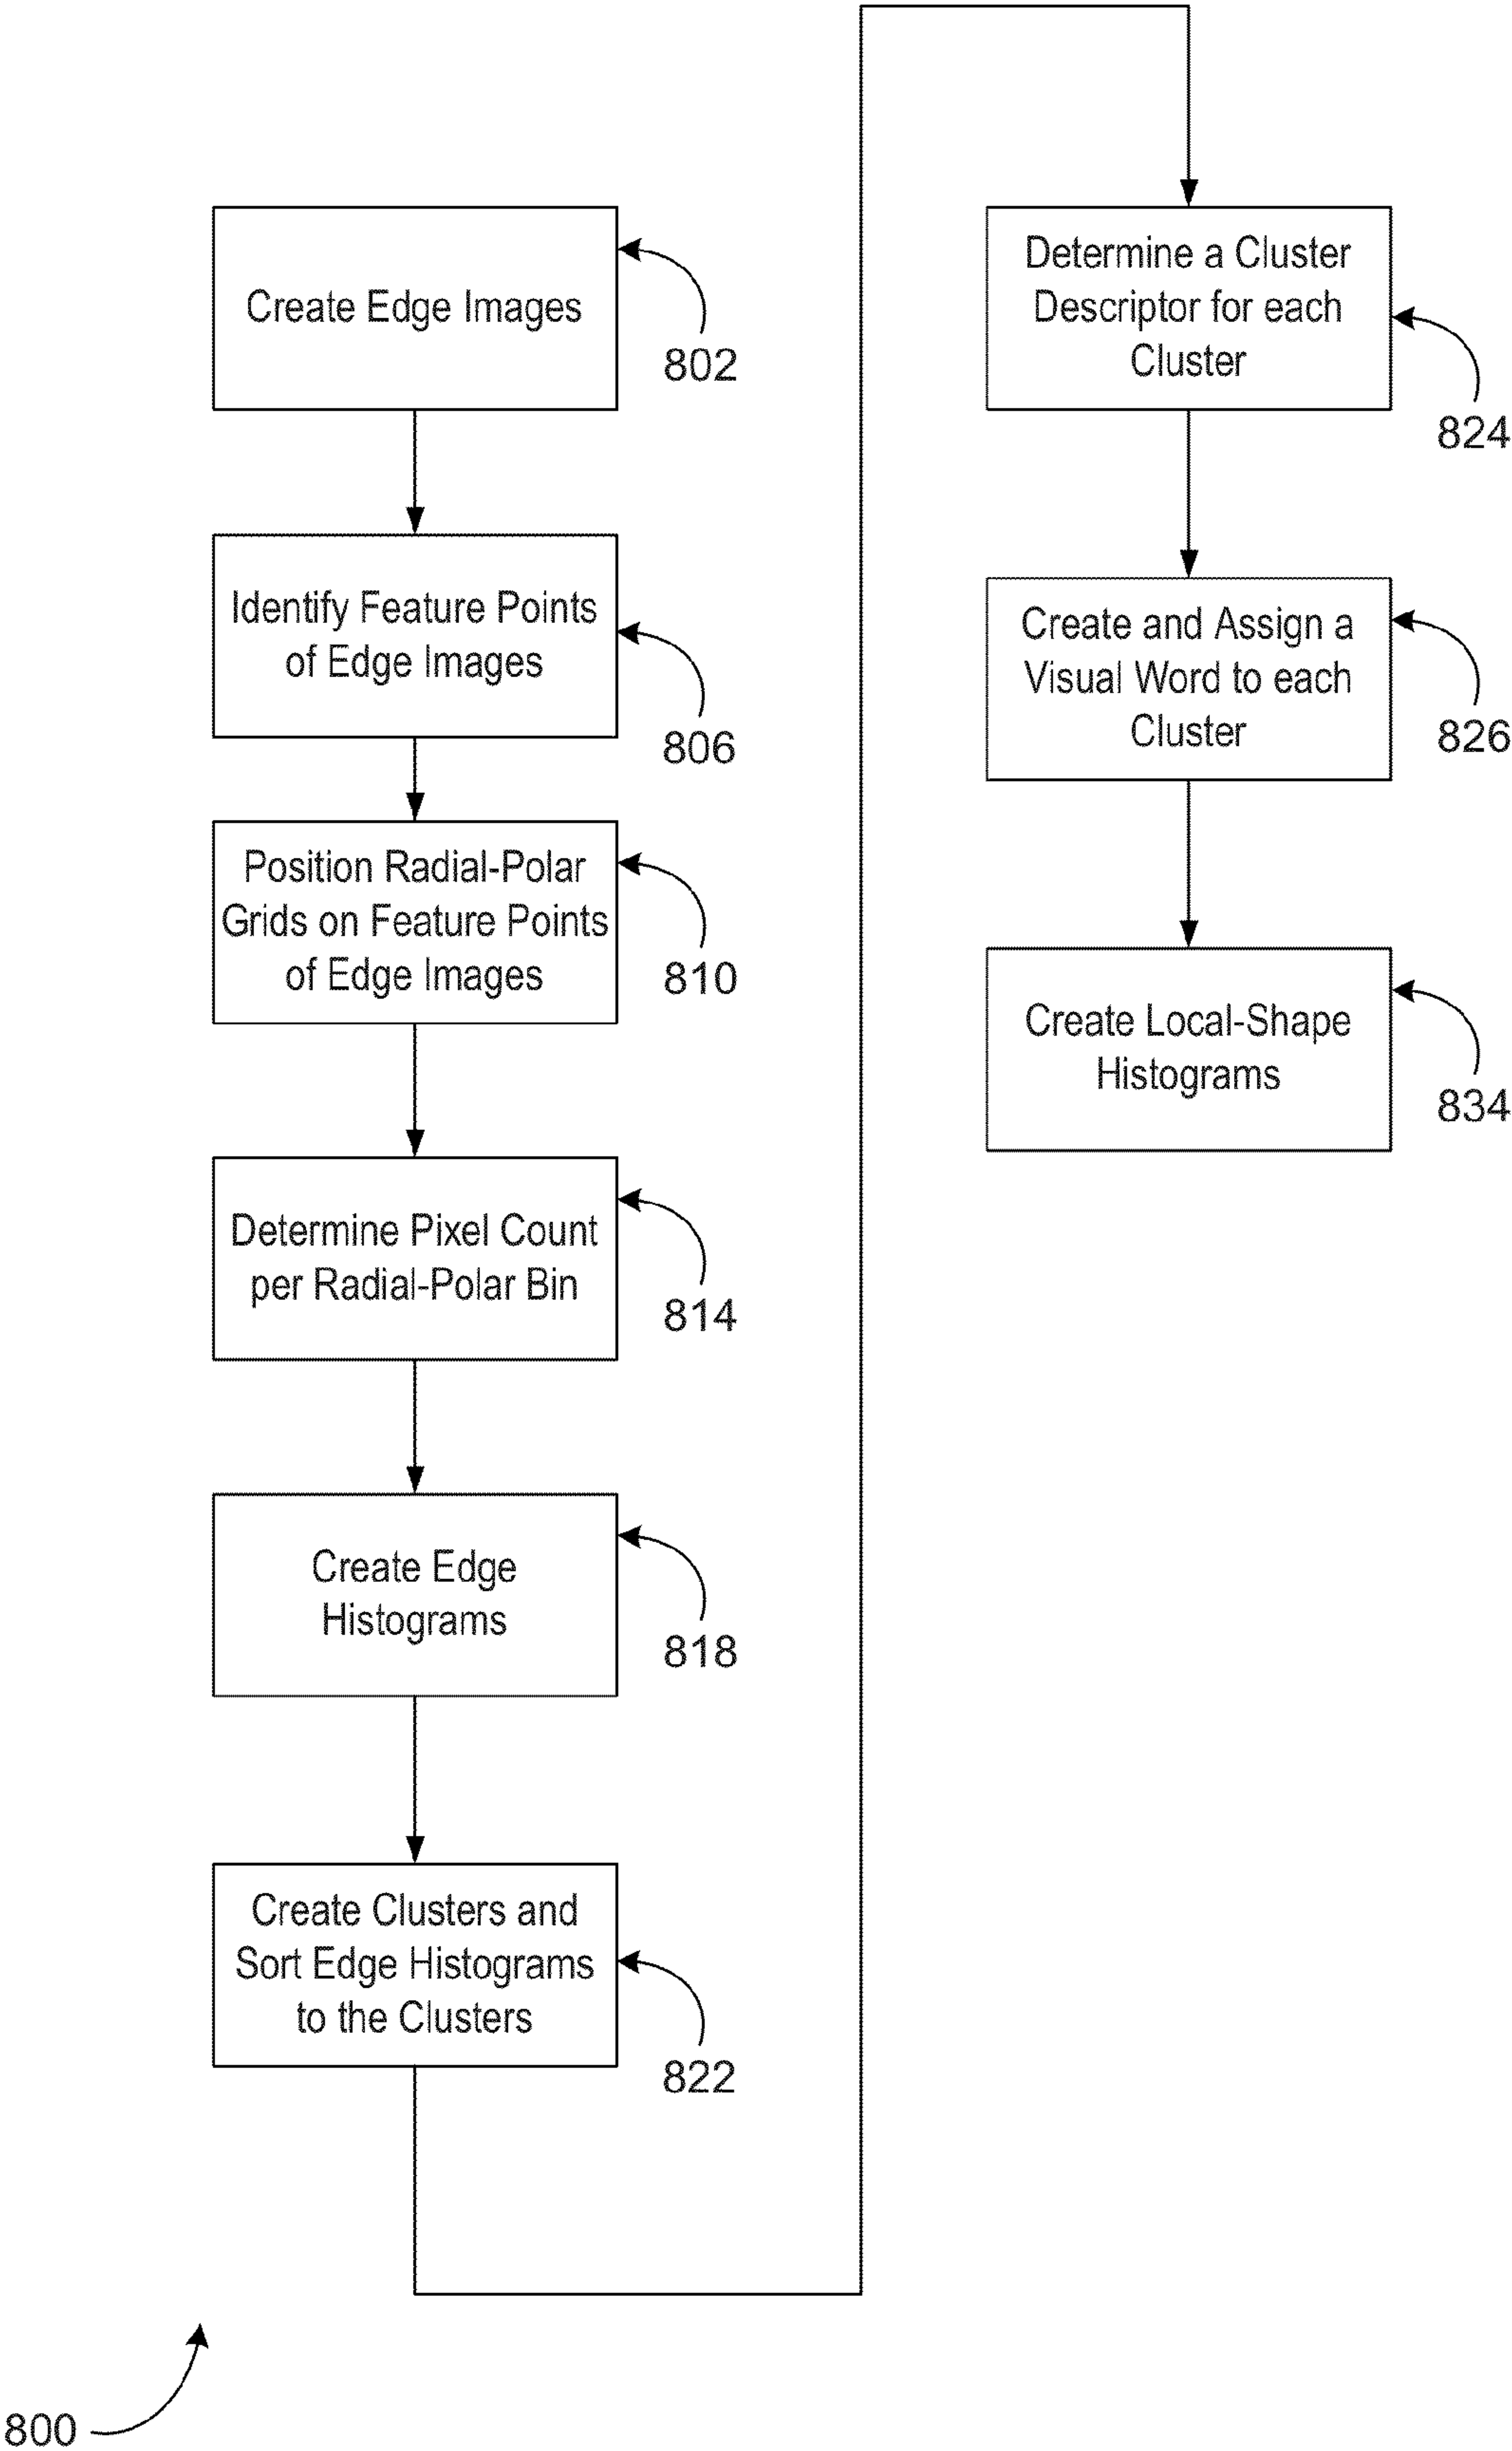 Create Edge Images
802
Identify Feature Points
of Edge Images
806
Position Radial-Polar
Grids on Feature Points
of Edge Images
810
Determine Pixel Count
per Radial-Polar Bin
814
Create Edge
Histograms
818
Create Clusters and
Sort Edge Histograms
to the Clusters
822
Determine a Cluster
Descriptor for each
Cluster
824
Create and Assign a
Visual Word to each
Cluster
826
Create Local-Shape
Histograms
834
800